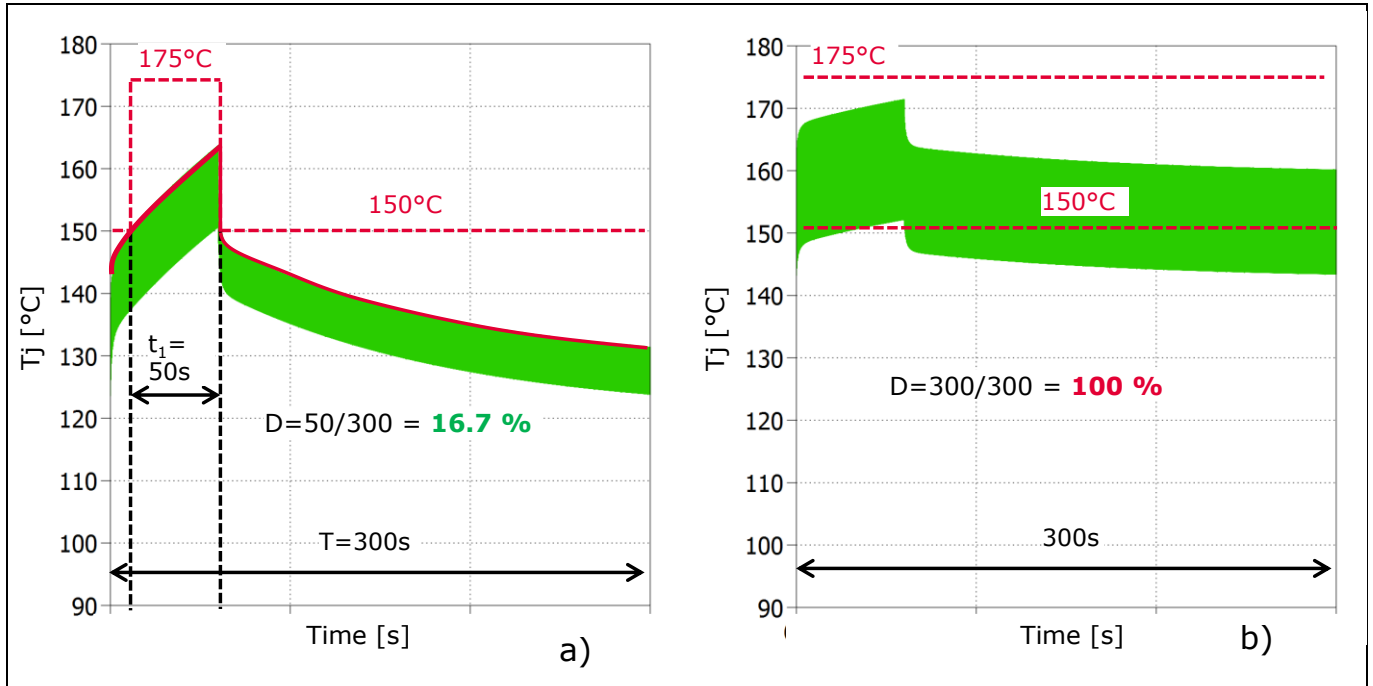 180
175°C
170
160
150°C
150
140
130
t1=
50s
120
D=50/300 = 16.7 %
110
100
T=300s
90
Tj [°C]
Time [s]
a)
180
175°C
170
160
150°C
150
140
130
D=300/300 = 100 %
120
110
100
300s
90
Tj [°C]
Time [s]
b)